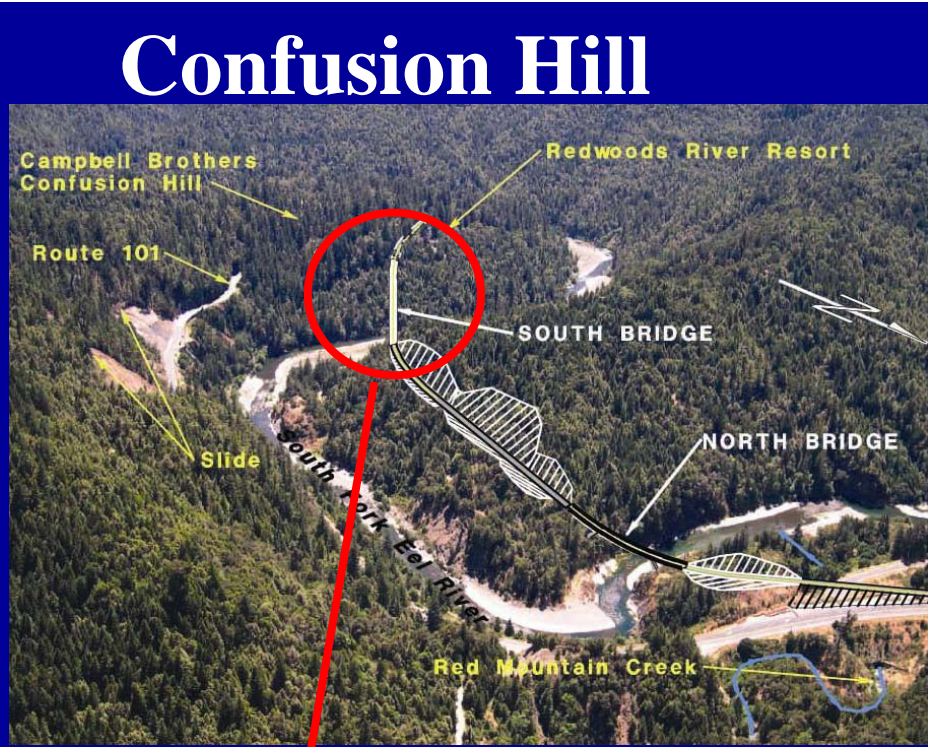 Confusion Hill
Campbell Brothers
Confusion Hill
Redwoods River Resort
Route 101
SOUTH BRIDGE
NORTH BRIDGE
Slide
South Fork Eel River
Red Mountain Creek